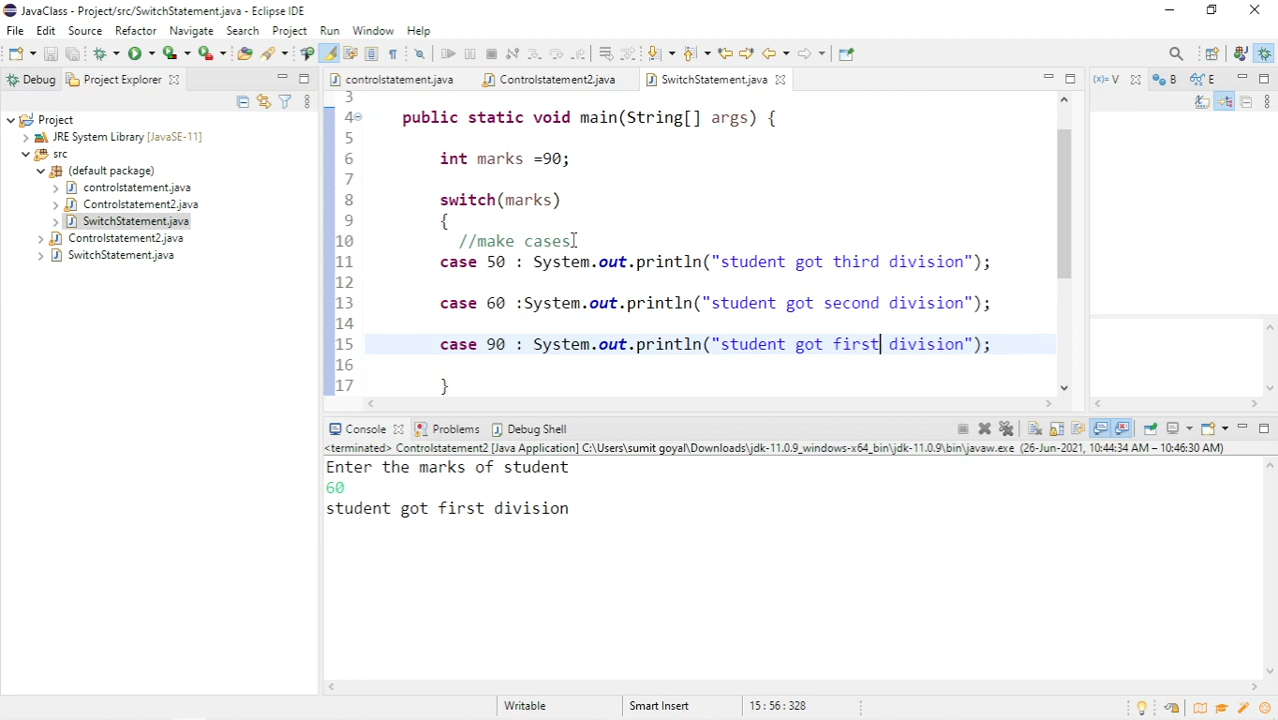 JavaClass - Project/src/SwitchStatement.java - Eclipse IDE
File Edit Source Refactor Navigate Search Project Run Window Help
Debug Project Explorer
controlstatement.java Controlstatement2.java SwitchStatement.java
(x)= V B E
Project
JRE System Library [JavaSE-11]
src
(default package)
controlstatement.java
Controlstatement2.java
SwitchStatement.java
Controlstatement2.java
SwitchStatement.java
3
4 public static void main(String[] args) {
5
6 int marks =90;
7
8 switch(marks)
9 {
10 //make cases
11 case 50 : System.out.println("student got third division");
12
13 case 60 :System.out.println("student got second division");
14
15 case 90 : System.out.println("student got first division");
16
17 }
Console Problems Debug Shell
<terminated> Controlstatement2 [Java Application] C:\Users\sumit goyal\Downloads\jdk-11.0.9_windows-x64_bin\jdk-11.0.9\bin\javaw.exe (26-Jun-2021, 10:44:34 AM – 10:46:30 AM)
Enter the marks of student
60
student got first division
Writable Smart Insert 15 : 56 : 328